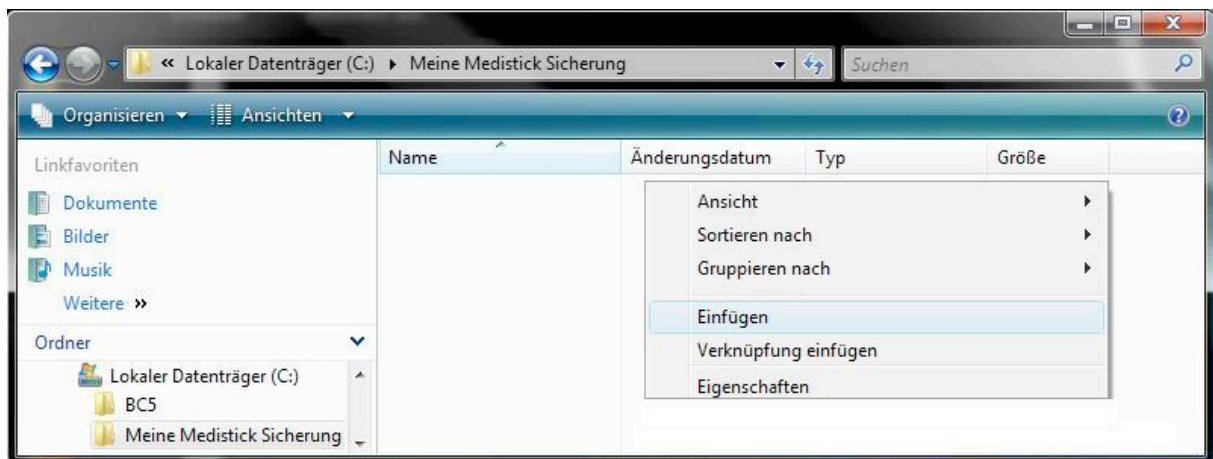 « Lokaler Datenträger (C:) ▸ Meine Medistick Sicherung
Suchen
Organisieren
Ansichten
Linkfavoriten
Dokumente
Bilder
Musik
Weitere »
Ordner
Lokaler Datenträger (C:)
BC5
Meine Medistick Sicherung
Name
Änderungsdatum
Typ
Größe
Ansicht
Sortieren nach
Gruppieren nach
Einfügen
Verknüpfung einfügen
Eigenschaften